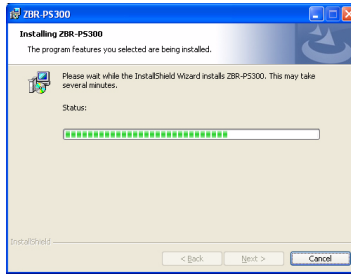 ZBR-PS300
Installing ZBR-PS300
The program features you selected are being installed.
Please wait while the InstallShield Wizard installs ZBR-PS300. This may take
several minutes.
Status:
InstallShield
< Back
Next >
Cancel